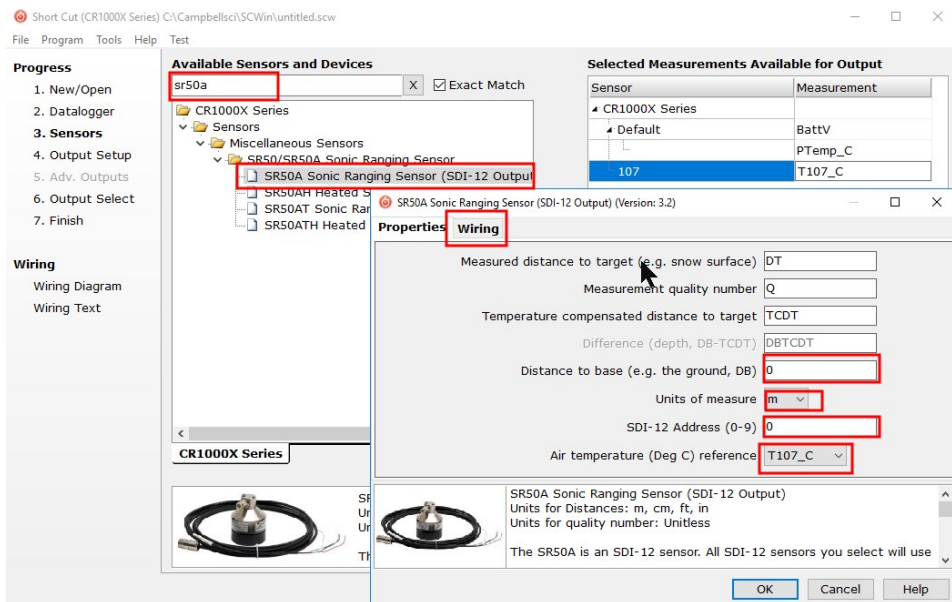 Short Cut (CR1000X Series) C:\Campbellsci\SCWin\untitled.scw
File Program Tools Help Test
Progress
1. New/Open
2. Datalogger
3. Sensors
4. Output Setup
5. Adv. Outputs
6. Output Select
7. Finish
Wiring
Wiring Diagram
Wiring Text
Available Sensors and Devices
sr50a X Exact Match
CR1000X Series
Sensors
Miscellaneous Sensors
SR50/SR50A Sonic Ranging Sensor
SR50A Sonic Ranging Sensor (SDI-12 Output
SR50AH Heated S
SR50AT Sonic Ra
SR50ATH Heated
CR1000X Series
Selected Measurements Available for Output
Sensor Measurement
CR1000X Series
Default BattV
PTemp_C
107 T107_C
SR50A Sonic Ranging Sensor (SDI-12 Output) (Version: 3.2)
Properties Wiring
Measured distance to target (e.g. snow surface) DT
Measurement quality number Q
Temperature compensated distance to target TCDT
Difference (depth, DB-TCDT) DBTCDT
Distance to base (e.g. the ground, DB) 0
Units of measure m
SDI-12 Address (0-9) 0
Air temperature (Deg C) reference T107_C
SR50A Sonic Ranging Sensor (SDI-12 Output)
Units for Distances: m, cm, ft, in
Units for quality number: Unitless
The SR50A is an SDI-12 sensor. All SDI-12 sensors you select will use
OK Cancel Help